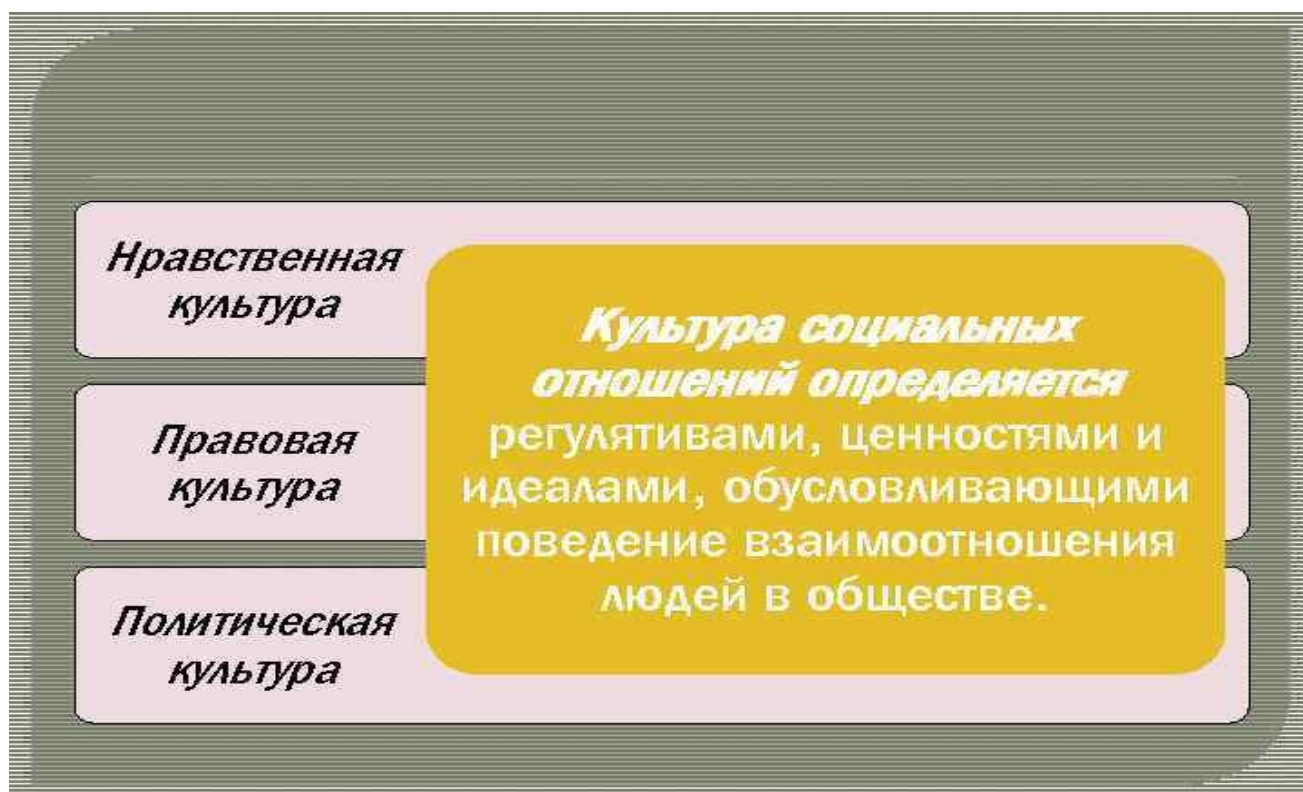 Нравственная
культура
Культура социальных
отношений определяется
регулятивами, ценностями и
идеалами, обусловливающими
поведение взаимоотношения
людей в обществе.
Правовая
культура
Политическая
культура